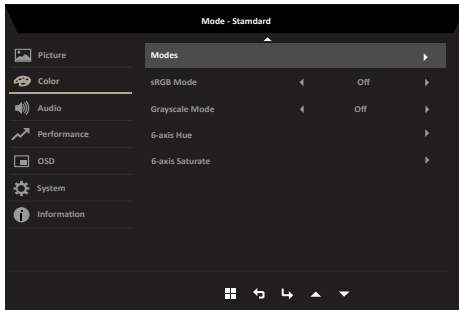 Mode - Stamdard
Picture
Modes
Color
sRGB Mode
Off
Audio
Grayscale Mode
Off
Performance
6-axis Hue
OSD
6-axis Saturate
System
Information